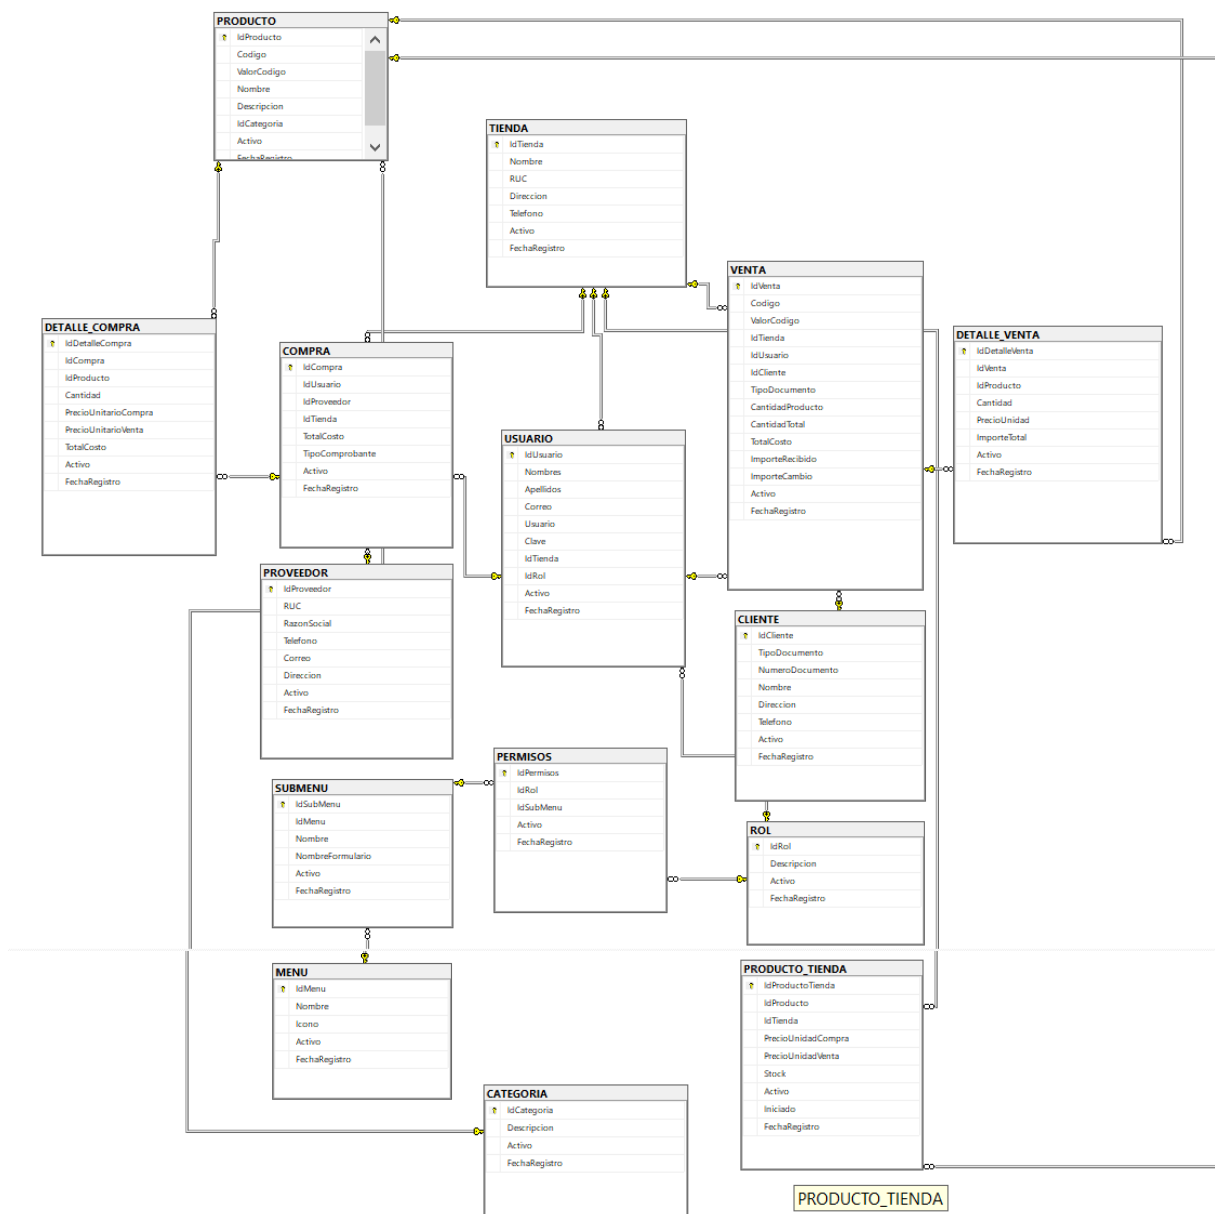 PRODUCTO
IdProducto
Codigo
ValorCodigo
Nombre
Descripcion
IdCategoria
Activo
FechaRegistro
TIENDA
IdTienda
Nombre
RUC
Direccion
Telefono
Activo
FechaRegistro
VENTA
IdVenta
Codigo
ValorCodigo
IdTienda
IdUsuario
IdCliente
TipoDocumento
CantidadProducto
CantidadTotal
TotalCosto
ImporteRecibido
ImporteCambio
Activo
FechaRegistro
DETALLE_COMPRA
IdDetalleCompra
IdCompra
IdProducto
Cantidad
PrecioUnitarioCompra
PrecioUnitarioVenta
TotalCosto
Activo
FechaRegistro
DETALLE_VENTA
IdDetalleVenta
IdVenta
IdProducto
Cantidad
PrecioUnidad
ImporteTotal
Activo
FechaRegistro
COMPRA
IdCompra
IdUsuario
IdProveedor
IdTienda
TotalCosto
TipoComprobante
Activo
FechaRegistro
USUARIO
IdUsuario
Nombres
Apellidos
Correo
Usuario
Clave
IdTienda
IdRol
Activo
FechaRegistro
PROVEEDOR
IdProveedor
RUC
RazonSocial
Telefono
Correo
Direccion
Activo
FechaRegistro
CLIENTE
IdCliente
TipoDocumento
NumeroDocumento
Nombre
Direccion
Telefono
Activo
FechaRegistro
PERMISOS
IdPermisos
IdRol
IdSubMenu
Activo
FechaRegistro
SUBMENU
IdSubMenu
IdMenu
Nombre
NombreFormulario
Activo
FechaRegistro
ROL
IdRol
Descripcion
Activo
FechaRegistro
MENU
IdMenu
Nombre
Icono
Activo
FechaRegistro
PRODUCTO_TIENDA
IdProductoTienda
IdProducto
IdTienda
PrecioUnidadCompra
PrecioUnidadVenta
Stock
Activo
Iniciado
FechaRegistro
CATEGORIA
IdCategoria
Descripcion
Activo
FechaRegistro
PRODUCTO_TIENDA